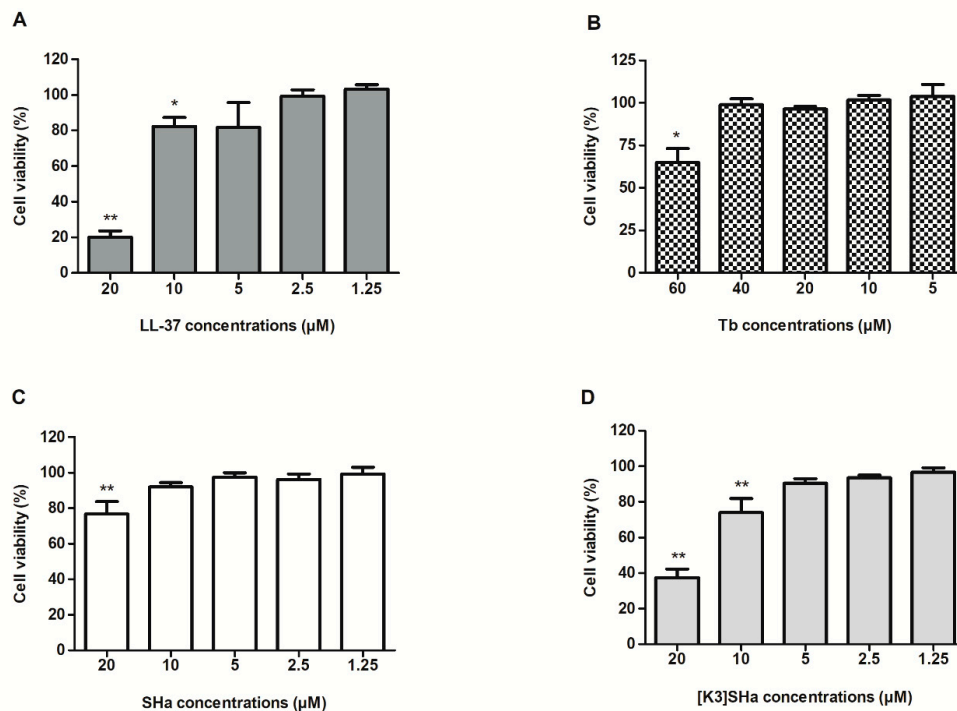 A
Cell viability (%)
120
100
80
60
40
20
0
**
*
20 10 5 2.5 1.25
LL-37 concentrations (µM)
B
Cell viability (%)
125
100
75
50
25
0
*
60 40 20 10 5
Tb concentrations (µM)
C
Cell viability (%)
120
100
80
60
40
20
0
**
20 10 5 2.5 1.25
SHa concentrations (µM)
D
Cell viability (%)
120
100
80
60
40
20
0
**
**
20 10 5 2.5 1.25
[K3]SHa concentrations (µM)